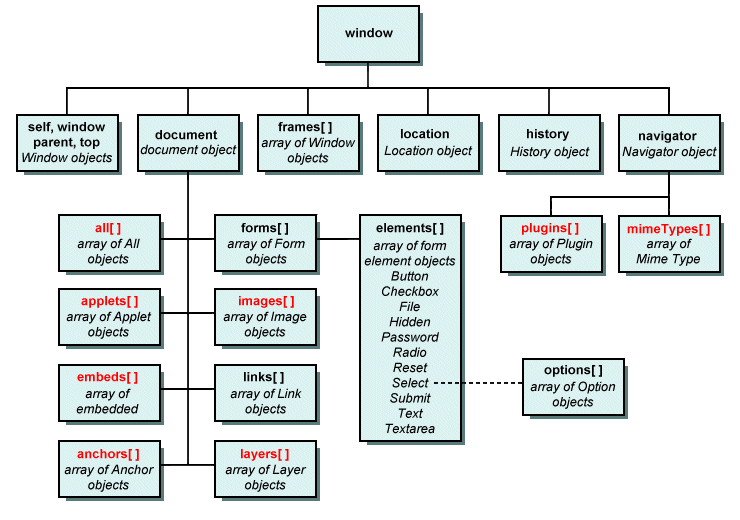 window
self, window
parent, top
Window objects
document
document object
frames[ ]
array of Window
objects
location
Location object
history
History object
navigator
Navigator object
all[ ]
array of All
objects
forms[ ]
array of Form
objects
elements[ ]
array of form
element objects
Button
Checkbox
File
Hidden
Password
Radio
Reset
Select
Submit
Text
Textarea
plugins[ ]
array of Plugin
objects
mimeTypes[ ]
array of
Mime Type
applets[ ]
array of Applet
objects
images[ ]
array of Image
objects
embeds[ ]
array of
embedded
links[ ]
array of Link
objects
options[ ]
array of Option
objects
anchors[ ]
array of Anchor
objects
layers[ ]
array of Layer
objects